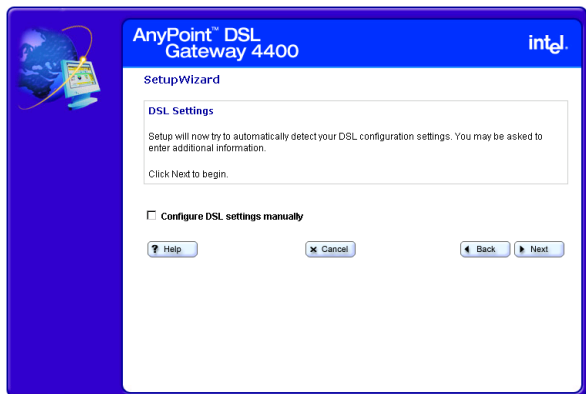 AnyPoint™ DSL
Gateway 4400
intel.
SetupWizard
DSL Settings
Setup will now try to automatically detect your DSL configuration settings. You may be asked to
enter additional information.
Click Next to begin.
Configure DSL settings manually
? Help
Cancel
Back
Next